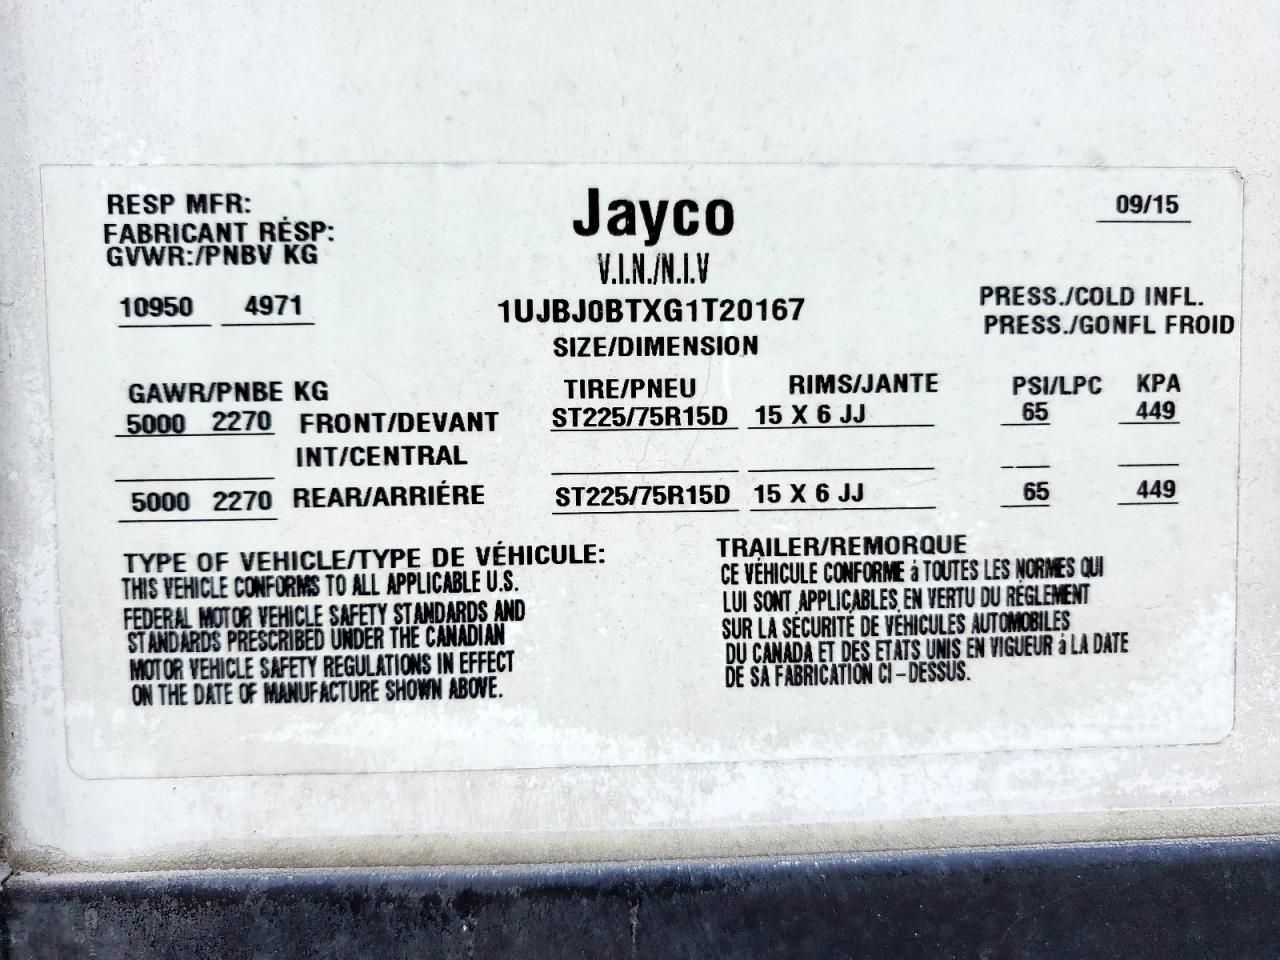 RESP MFR:
Jayco
09/15
FABRICANT RÉSP:
GVWR:/PNBV KG
V.I.N./N.I.V
10950 4971
1UJBJ0BTXG1T20167
PRESS./COLD INFL.
PRESS./GONFL FROID
SIZE/DIMENSION
GAWR/PNBE KG TIRE/PNEU RIMS/JANTE PSI/LPC KPA
5000 2270 FRONT/DEVANT ST225/75R15D 15 X 6 JJ 65 449
INT/CENTRAL
5000 2270 REAR/ARRIÉRE ST225/75R15D 15 X 6 JJ 65 449
TYPE OF VEHICLE/TYPE DE VÉHICULE: TRAILER/REMORQUE
THIS VEHICLE CONFORMS TO ALL APPLICABLE U.S.
FEDERAL MOTOR VEHICLE SAFETY STANDARDS AND
STANDARDS PRESCRIBED UNDER THE CANADIAN
MOTOR VEHICLE SAFETY REGULATIONS IN EFFECT
ON THE DATE OF MANUFACTURE SHOWN ABOVE.
CE VÉHICULE CONFORME á TOUTES LES NORMES QUI
LUI SONT APPLICABLES EN VERTU DU RÉGLEMENT
SUR LA SÉCURITÉ DE VÉHICULES AUTOMOBILES
DU CANADA ET DES ETATS UNIS EN VIGUEUR á LA DATE
DE SA FABRICATION CI-DESSUS.